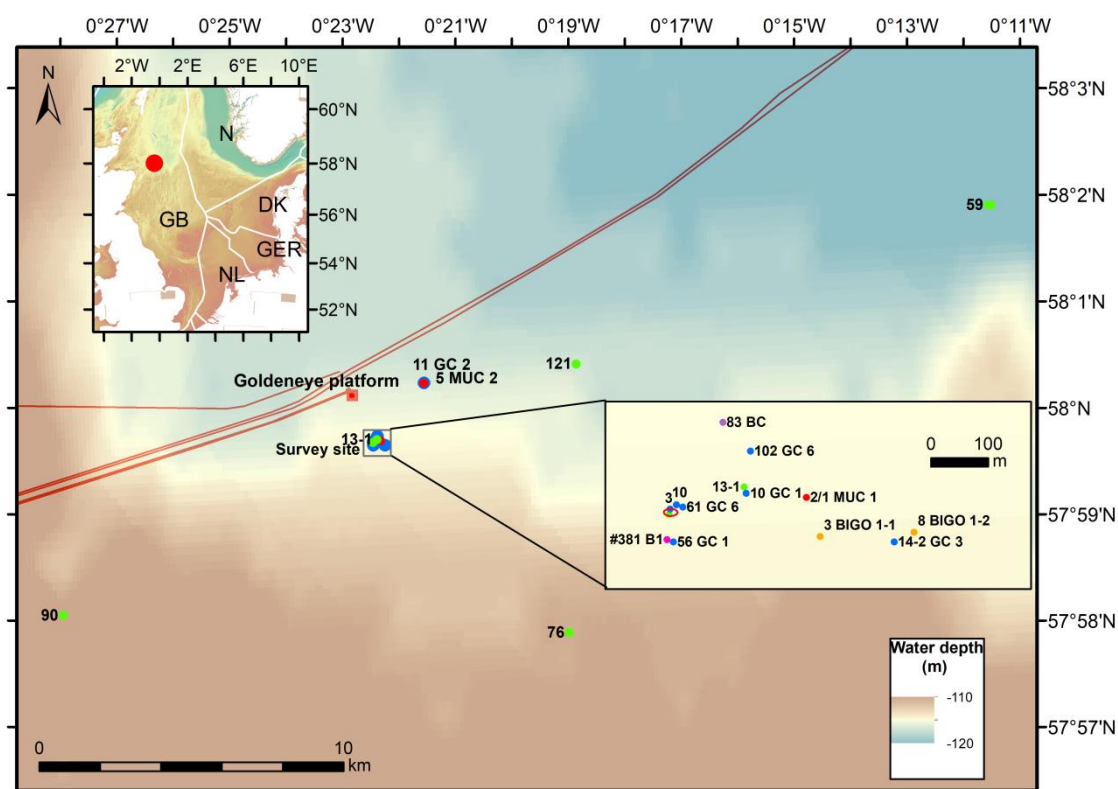 0°27'W 0°25'W 0°23'W 0°21'W 0°19'W 0°17'W 0°15'W 0°13'W 0°11'W
N
2°W 2°E 6°E 10°E
60°N
58°N
56°N
54°N
52°N
N
GB
DK
GER
NL
58°3'N
58°2'N
58°1'N
58°N
57°59'N
57°58'N
57°57'N
59
121
11 GC 2
5 MUC 2
Goldeneye platform
13-1
Survey site
90
76
83 BC
102 GC 6
13-1
10 GC 1
2/1 MUC 1
3
10
61 GC 6
3 BIGO 1-1
8 BIGO 1-2
#381 B1
56 GC 1
14-2 GC 3
0 100
m
Water depth
(m)
-110
-120
0 10
km